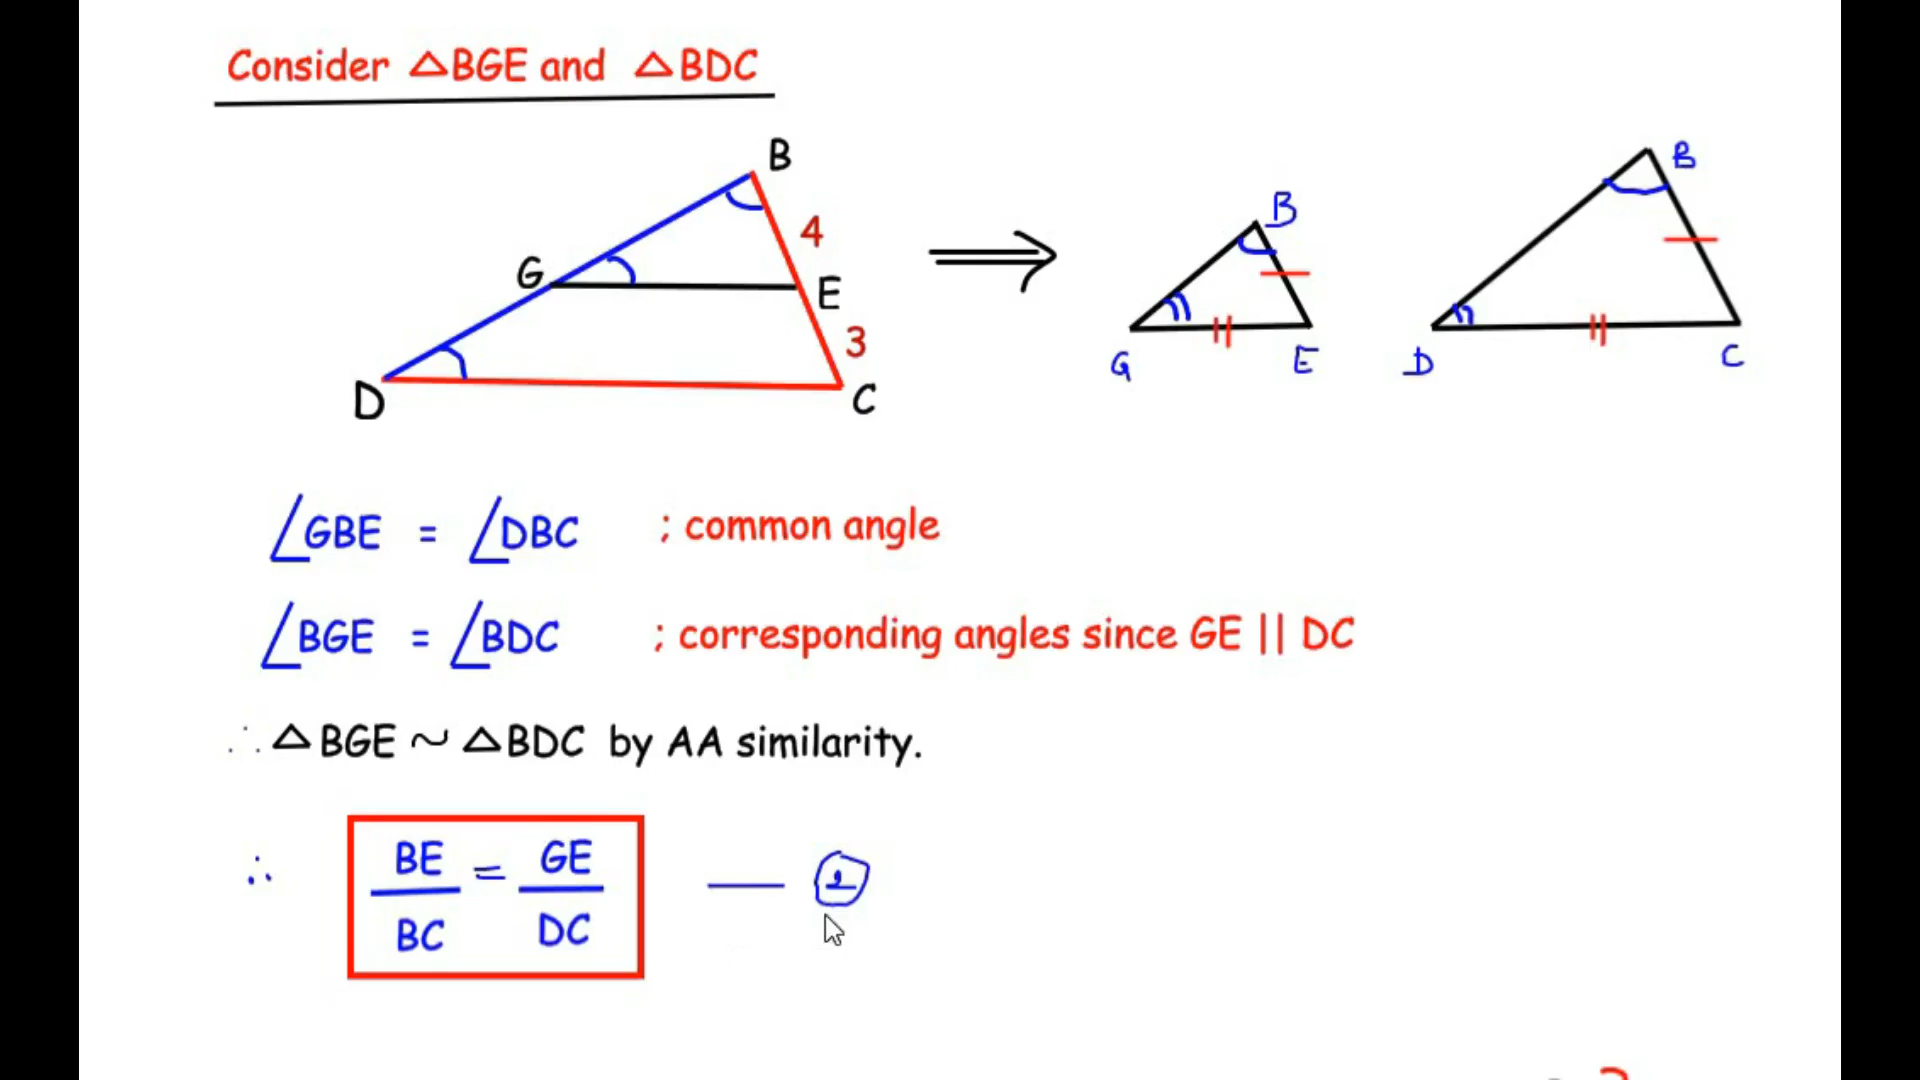 Consider △BGE and △BDC
B
4
G
E
3
D
C
B
G
E
B
D
C
∠GBE = ∠DBC ; common angle
∠BGE = ∠BDC ; corresponding angles since GE || DC
∴ △BGE ~ △BDC by AA similarity.
∴ BE/BC = GE/DC — ②